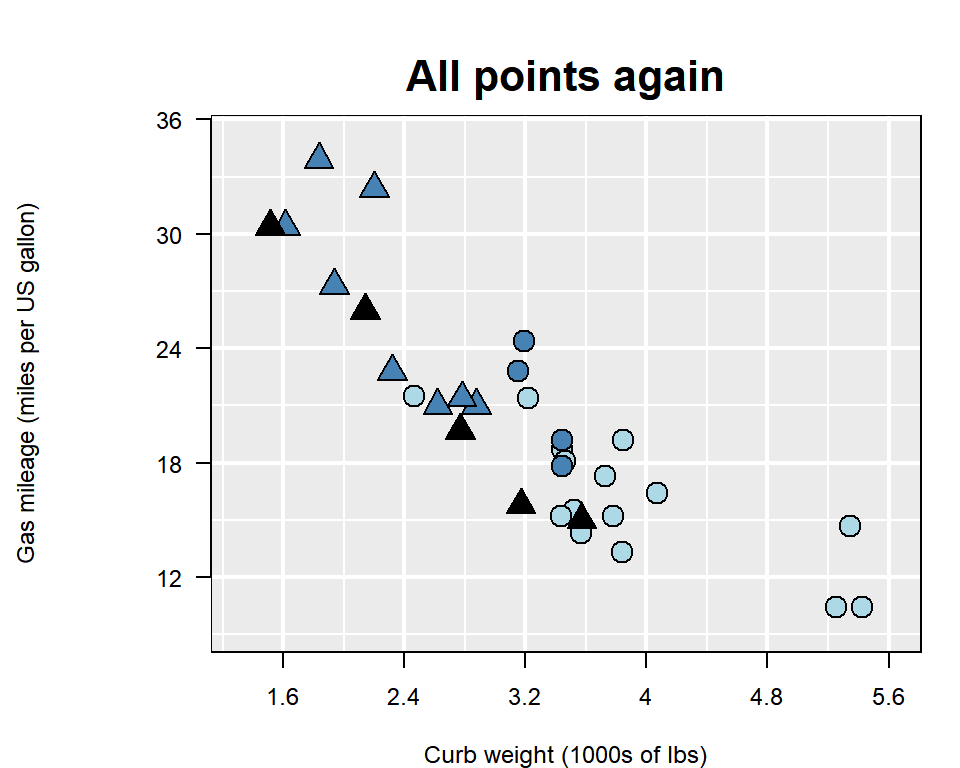 All points again
36
30
24
18
12
Gas mileage (miles per US gallon)
1.6 2.4 3.2 4 4.8 5.6
Curb weight (1000s of lbs)